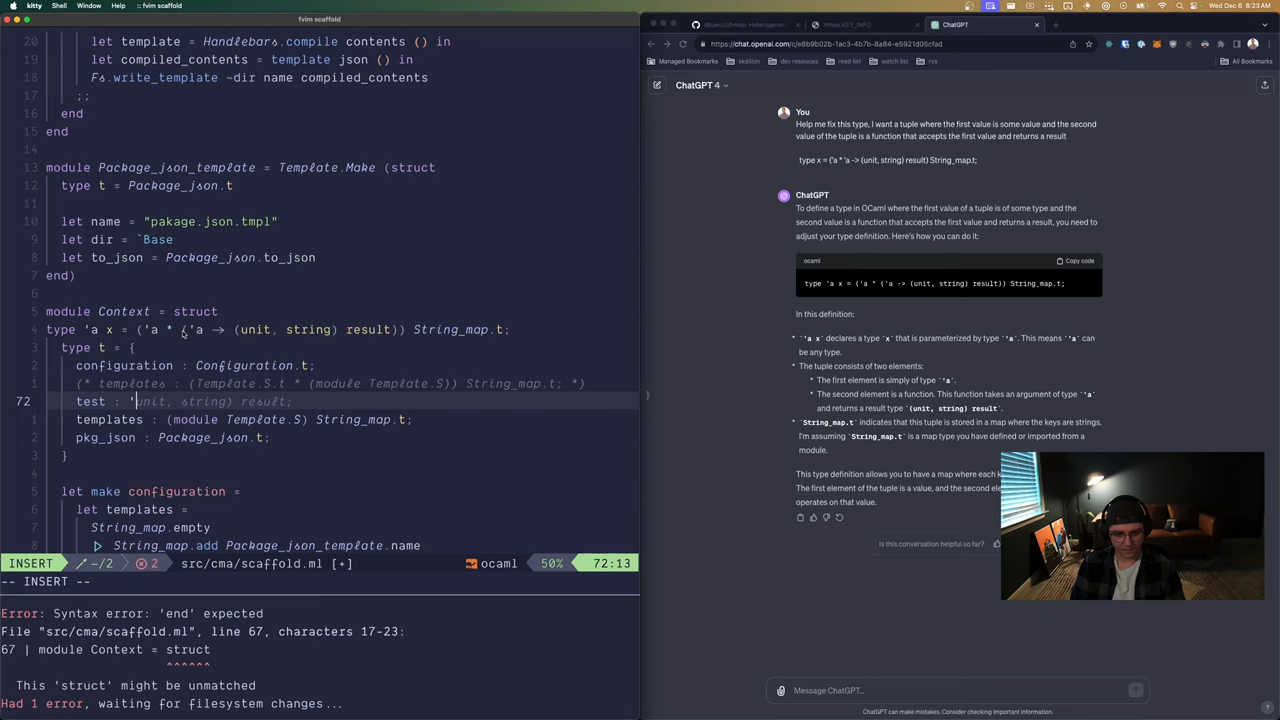 kitty Shell Edit Window Help :: fvim scaffold
Wed Dec 6 8:23 AM
fvim scaffold
20 let template = Handlebars.compile contents () in
19 let compiled_contents = template json () in
18 Fs.write_template ~dir name compiled_contents
17 ;;
16 end
15 end
14
13 module Package_json_template = Template.Make (struct
12 type t = Package_json.t
11
10 let name = "pakage.json.tmpl"
9 let dir = `Base
8 let to_json = Package_json.to_json
7 end)
6
5 module Context = struct
4 type 'a x = ('a * ('a -> (unit, string) result)) String_map.t;
3 type t = {
2 configuration : Configuration.t;
1 (* templates : (Template.S.t * (module Template.S)) String_map.t; *)
72 test : 'unit, string) result;
1 templates : (module Template.S) String_map.t;
2 pkg_json : Package_json.t;
3 }
4
5 let make configuration =
6 let templates =
7 String_map.empty
8 |> String_map.add Package_json_template.name
INSERT -/2 2 src/cma/scaffold.ml [+] ocaml 50% 72:13
-- INSERT --
Error: Syntax error: 'end' expected
File "src/cma/scaffold.ml", line 67, characters 17-23:
67 | module Context = struct
^^^^^^
This 'struct' might be unmatched
Had 1 error, waiting for filesystem changes...
Hmap.KEY_INFO
ChatGPT
https://chat.openai.com/c/e8b9b02b-1ac3-4b7b-8a84-e5921d05cfad
Managed Bookmarks skdillon dev resouces read list watch list rva All Bookmarks
ChatGPT 4
You
Help me fix this type, I want a tuple where the first value is some value and the second
value of the tuple is a function that accepts the first value and returns a result
type x = ('a * 'a -> (unit, string) result) String_map.t;
ChatGPT
To define a type in OCaml where the first value of a tuple is of some type and the
second value is a function that accepts the first value and returns a result, you need to
adjust your type definition. Here's how you can do it:
ocaml Copy code
type 'a x = ('a * ('a -> (unit, string) result)) String_map.t;
In this definition:
• `'a x` declares a type `x` that is parameterized by type `'a`. This means `'a` can
be any type.
• The tuple consists of two elements:
• The first element is simply of type `'a`.
• The second element is a function. This function takes an argument of type `'a`
and returns a result type `(unit, string) result`.
• `String_map.t` indicates that this tuple is stored in a map where the keys are strings.
I'm assuming `String_map.t` is a map type you have defined or imported from a
module.
This type definition allows you to have a map where each k
The first element of the tuple is a value, and the second ele
operates on that value.
Is this conversation helpful so far?
Message ChatGPT...
ChatGPT can make mistakes. Consider checking important information.
?